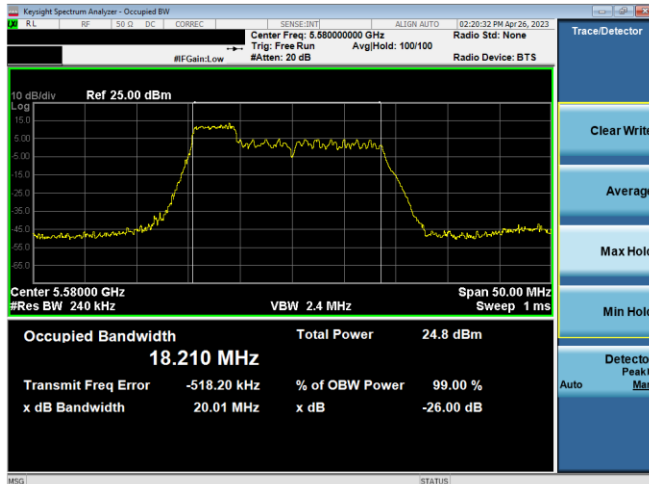 Keysight Spectrum Analyzer - Occupied BW
LXI RL RF 50 Ω DC CORREC SENSE:INT ALIGN AUTO 02:20:32 PM Apr 26, 2023
Center Freq: 5.580000000 GHz Radio Std: None
Trig: Free Run Avg|Hold: 100/100
#IFGain:Low #Atten: 20 dB Radio Device: BTS
Trace/Detector
10 dB/div Ref 25.00 dBm
Log
15.0
5.00
-5.00
-15.0
-25.0
-35.0
-45.0
-55.0
-65.0
Center 5.58000 GHz Span 50.00 MHz
#Res BW 240 kHz VBW 2.4 MHz Sweep 1 ms
Occupied Bandwidth Total Power 24.8 dBm
18.210 MHz
Transmit Freq Error -518.20 kHz % of OBW Power 99.00 %
x dB Bandwidth 20.01 MHz x dB -26.00 dB
Clear Write
Average
Max Hold
Min Hold
Detector
Peak
Auto Man
MSG STATUS